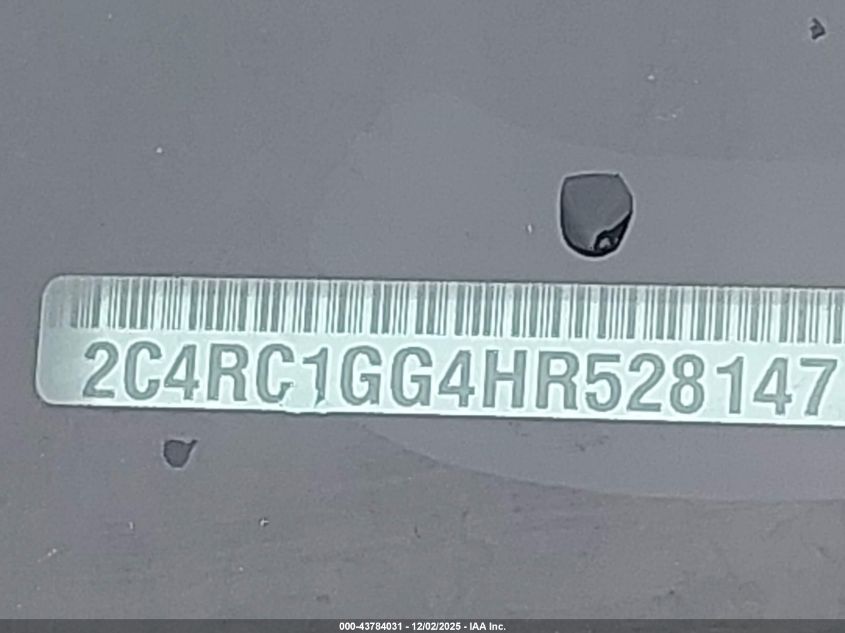 2C4RC1GG4HR528147
000-43784031 - 12/02/2025 - IAA Inc.